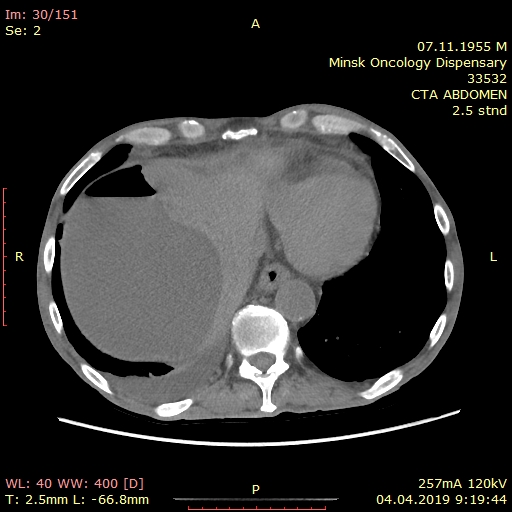 Im: 30/151
Se: 2
A
07.11.1955 M
Minsk Oncology Dispensary
33532
CTA ABDOMEN
2.5 stnd
R
L
WL: 40 WW: 400 [D]
T: 2.5mm L: -66.8mm
P
257mA 120kV
04.04.2019 9:19:44